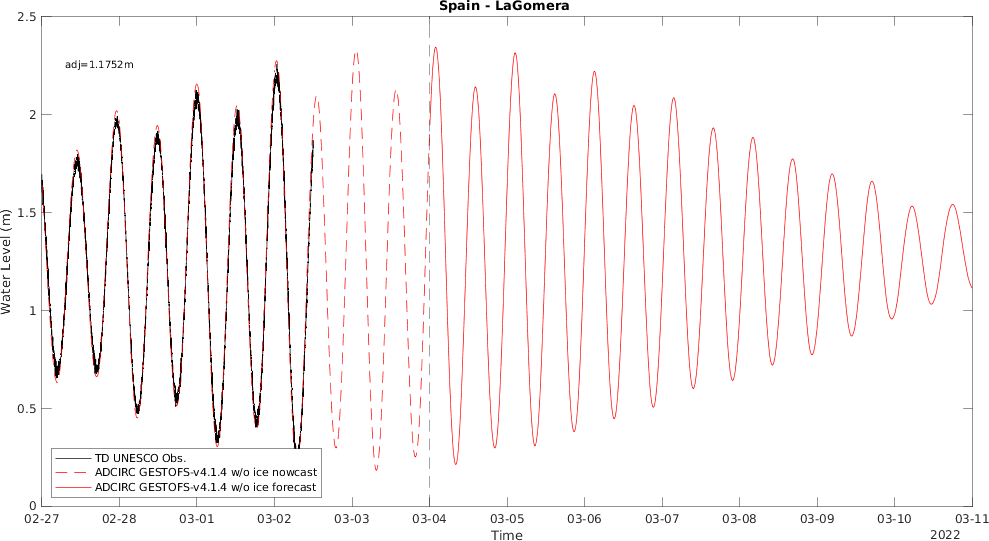 Spain - LaGomera
2.5
adj=1.1752m
2
1.5
Water Level (m)
1
0.5
TD UNESCO Obs.
ADCIRC GESTOFS-v4.1.4 w/o ice nowcast
ADCIRC GESTOFS-v4.1.4 w/o ice forecast
0
02-27 02-28 03-01 03-02 03-03 03-04 03-05 03-06 03-07 03-08 03-09 03-10 03-11
Time
2022